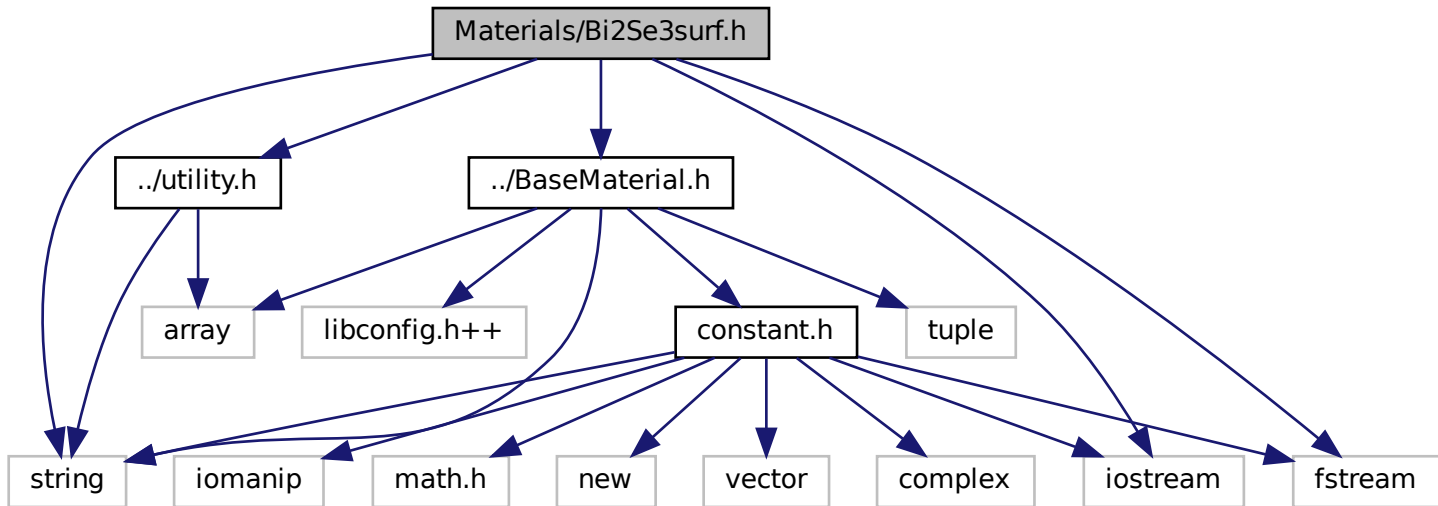 Materials/Bi2Se3surf.h
../utility.h
../BaseMaterial.h
array
libconfig.h++
constant.h
tuple
string
iomanip
math.h
new
vector
complex
iostream
fstream